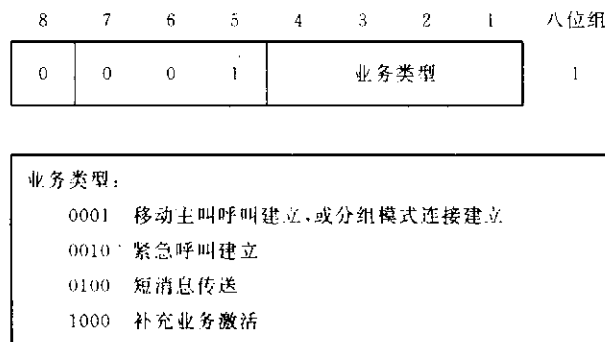 8 7 6 5 4 3 2 1 八位组
0 0 0 1 业务类型 1
业务类型:
0001 移动主叫呼叫建立,或分组模式连接建立
0010 紧急呼叫建立
0100 短消息传送
1000 补充业务激活